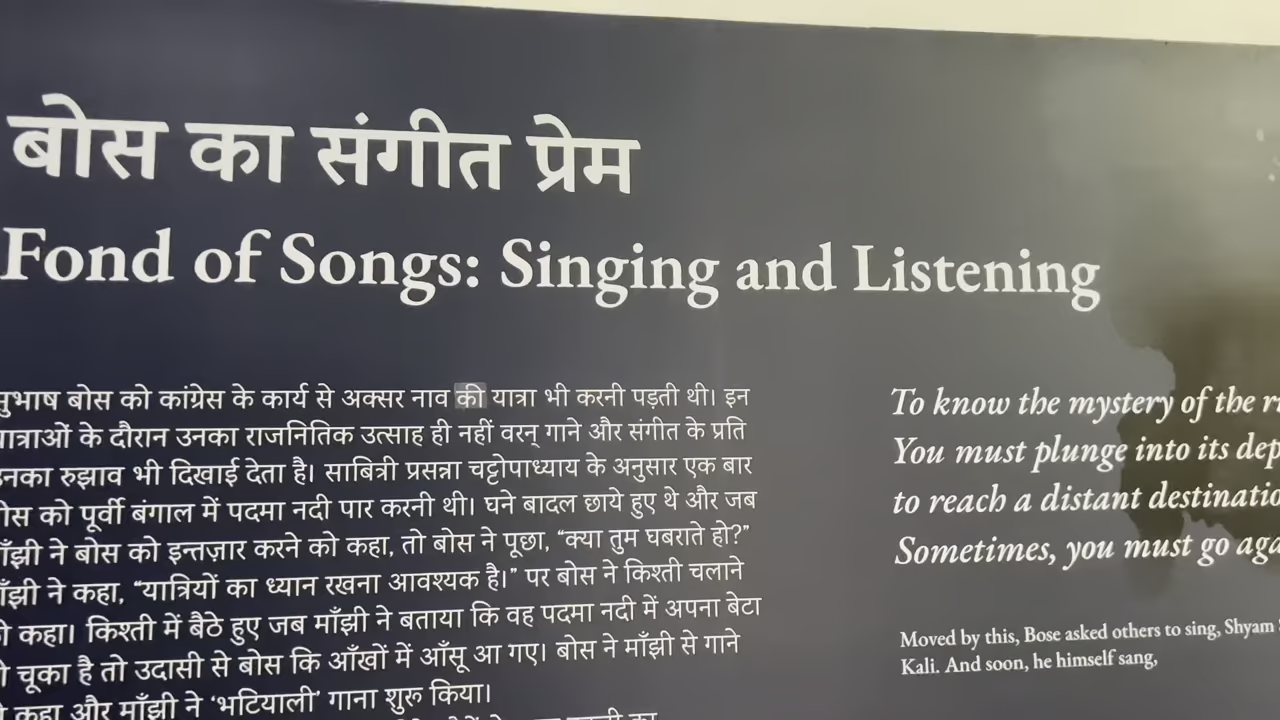 बोस का संगीत प्रेम
Fond of Songs: Singing and Listening
सुभाष बोस को कांग्रेस के कार्य से अक्सर नाव की यात्रा भी करनी पड़ती थी। इन
यात्राओं के दौरान उनका राजनितिक उत्साह ही नहीं वरन् गाने और संगीत के प्रति
उनका रुझाव भी दिखाई देता है। साबित्री प्रसन्ना चट्टोपाध्याय के अनुसार एक बार
बोस को पूर्वी बंगाल में पदमा नदी पार करनी थी। घने बादल छाये हुए थे और जब
माँझी ने बोस को इन्तज़ार करने को कहा, तो बोस ने पूछा, “क्या तुम घबराते हो?”
माँझी ने कहा, “यात्रियों का ध्यान रखना आवश्यक है।” पर बोस ने किश्ती चलाने
कहा। किश्ती में बैठे हुए जब माँझी ने बताया कि वह पदमा नदी में अपना बेटा
चूका है तो उदासी से बोस कि आँखों में आँसू आ गए। बोस ने माँझी से गाने
कहा और माँझी ने ‘भटियाली’ गाना शुरू किया।
To know the mystery of the
You must plunge into its
to reach a distant
Sometimes, you must go
Moved by this, Bose asked others to sing, Shyam
Kali. And soon, he himself sang,